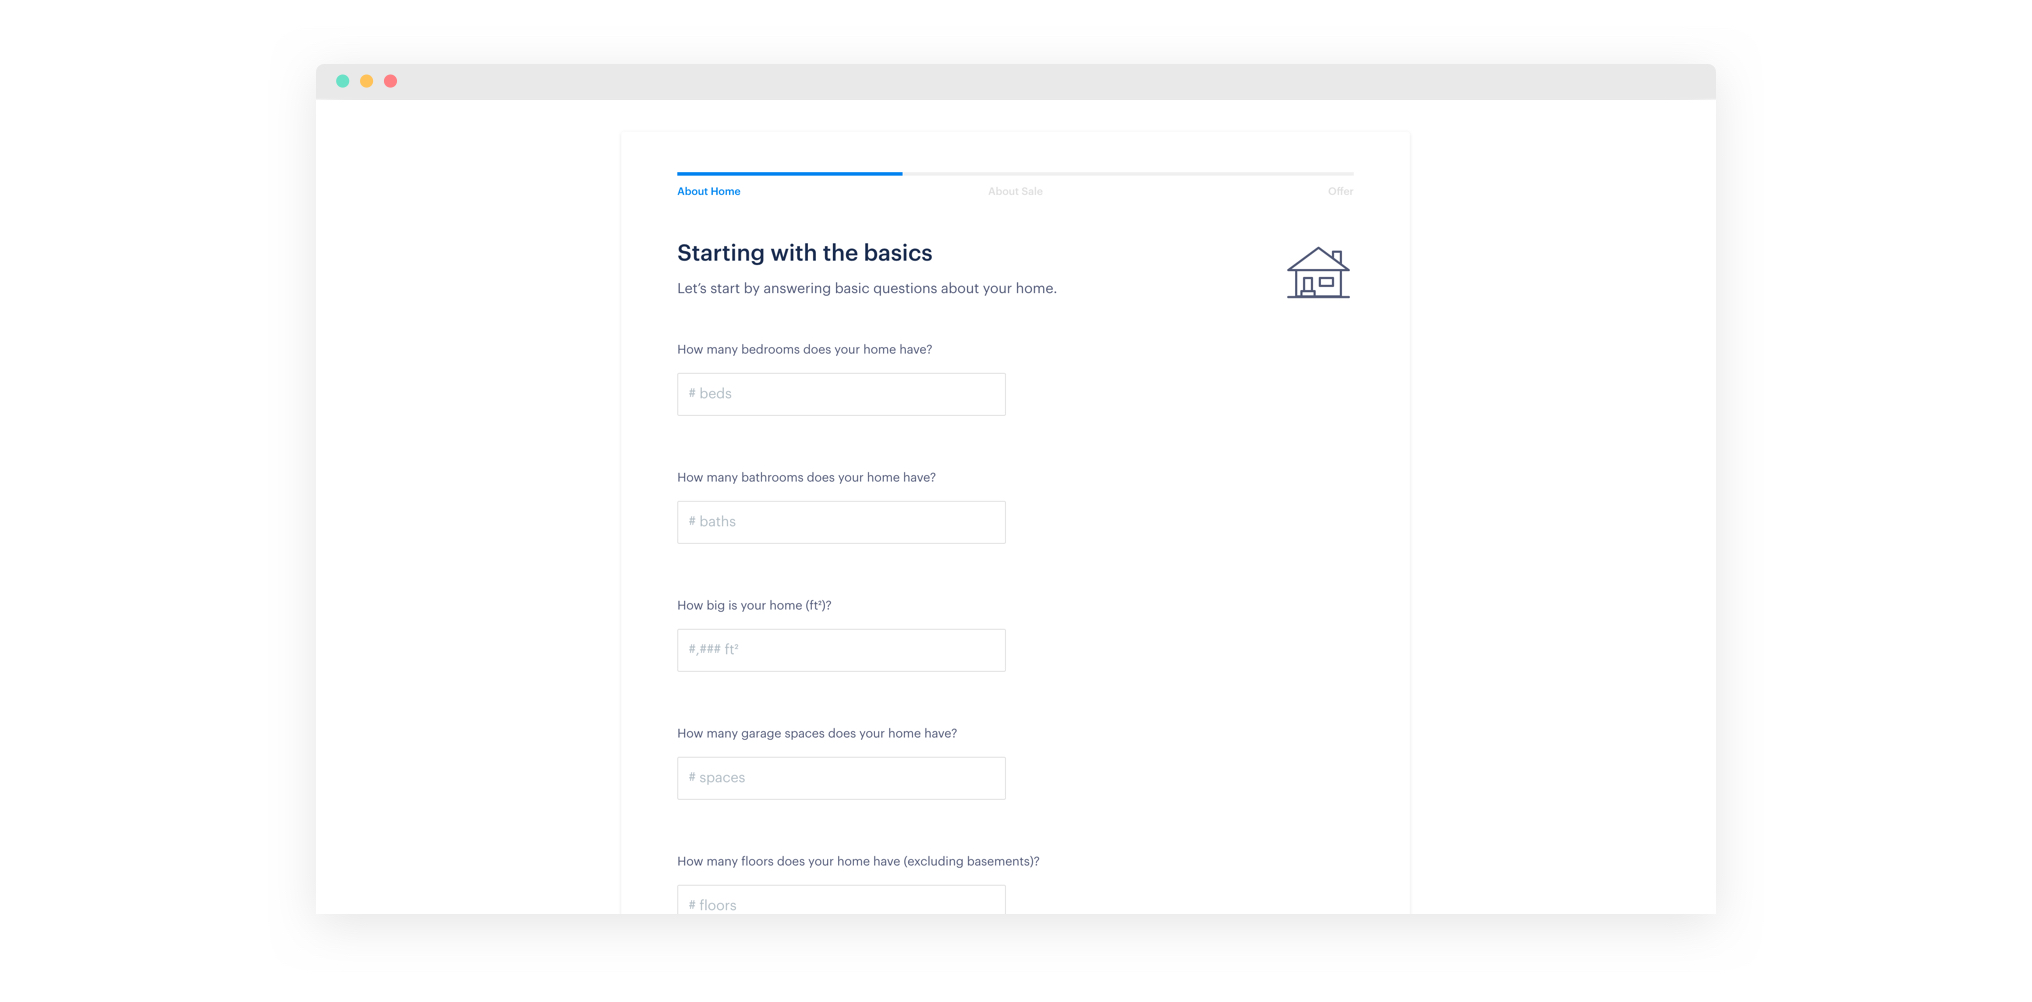 About Home About Sale Offer
Starting with the basics
Let’s start by answering basic questions about your home.
How many bedrooms does your home have?
# beds
How many bathrooms does your home have?
# baths
How big is your home (ft²)?
#,### ft²
How many garage spaces does your home have?
# spaces
How many floors does your home have (excluding basements)?
# floors